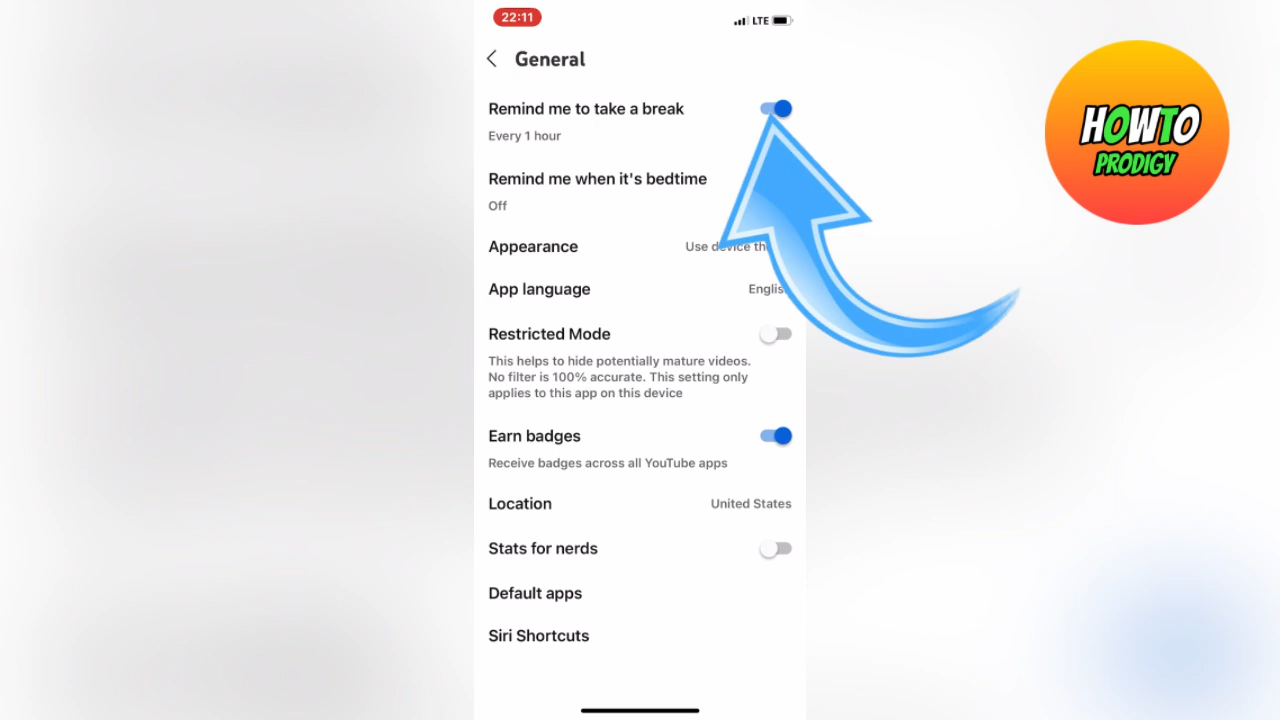 22:11
LTE
General
Remind me to take a break
Every 1 hour
Remind me when it's bedtime
Off
Appearance
Use device
App language
Restricted Mode
This helps to hide potentially mature videos.
No filter is 100% accurate. This setting only
applies to this app on this device
Earn badges
Receive badges across all YouTube apps
Location
United States
Stats for nerds
Default apps
Siri Shortcuts
HOWTO
PRODIGY